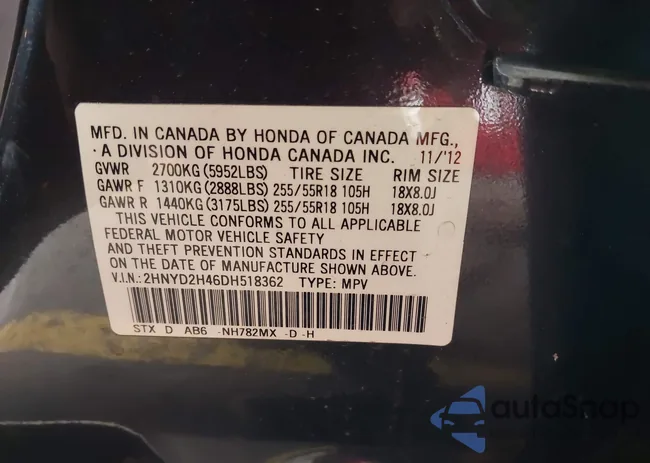 MFD. IN CANADA BY HONDA OF CANADA MFG.,
A DIVISION OF HONDA CANADA INC. 11/'12
GVWR 2700KG (5952LBS) TIRE SIZE RIM SIZE
GAWR F 1310KG (2888LBS) 255/55R18 105H 18X8.0J
GAWR R 1440KG (3175LBS) 255/55R18 105H 18X8.0J
THIS VEHICLE CONFORMS TO ALL APPLICABLE
FEDERAL MOTOR VEHICLE SAFETY
AND THEFT PREVENTION STANDARDS IN EFFECT
ON THE DATE OF MANUFACTURE SHOWN ABOVE.
V.I.N.: 2HNYD2H46DH518362 TYPE: MPV
STX D AB6 -NH782MX -D -H
autoSnap